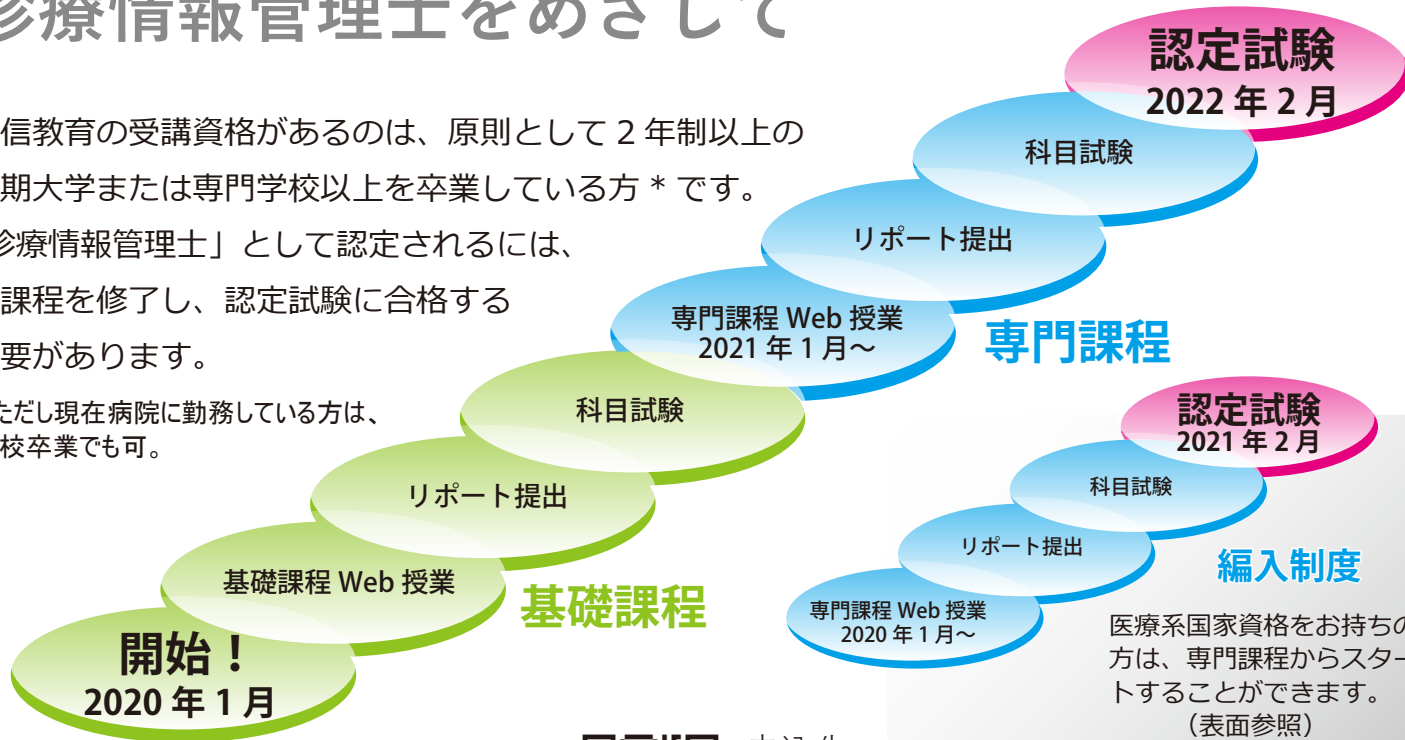 療情報管理士をめざして
信教育の受講資格があるのは、原則として 2 年制以上の
期大学または専門学校以上を卒業している方 * です。
診療情報管理士」として認定されるには、
課程を修了し、認定試験に合格する
要があります。
ただし現在病院に勤務している方は、
校卒業でも可。
認定試験
2022 年 2 月
科目試験
リポート提出
専門課程 Web 授業
2021 年 1 月～
専門課程
科目試験
リポート提出
基礎課程 Web 授業
基礎課程
開始！
2020 年 1 月
認定試験
2021 年 2 月
科目試験
リポート提出
専門課程 Web 授業
2020 年 1 月～
編入制度
医療系国家資格をお持ちの
方は、専門課程からスター
トすることができます。
（表面参照）